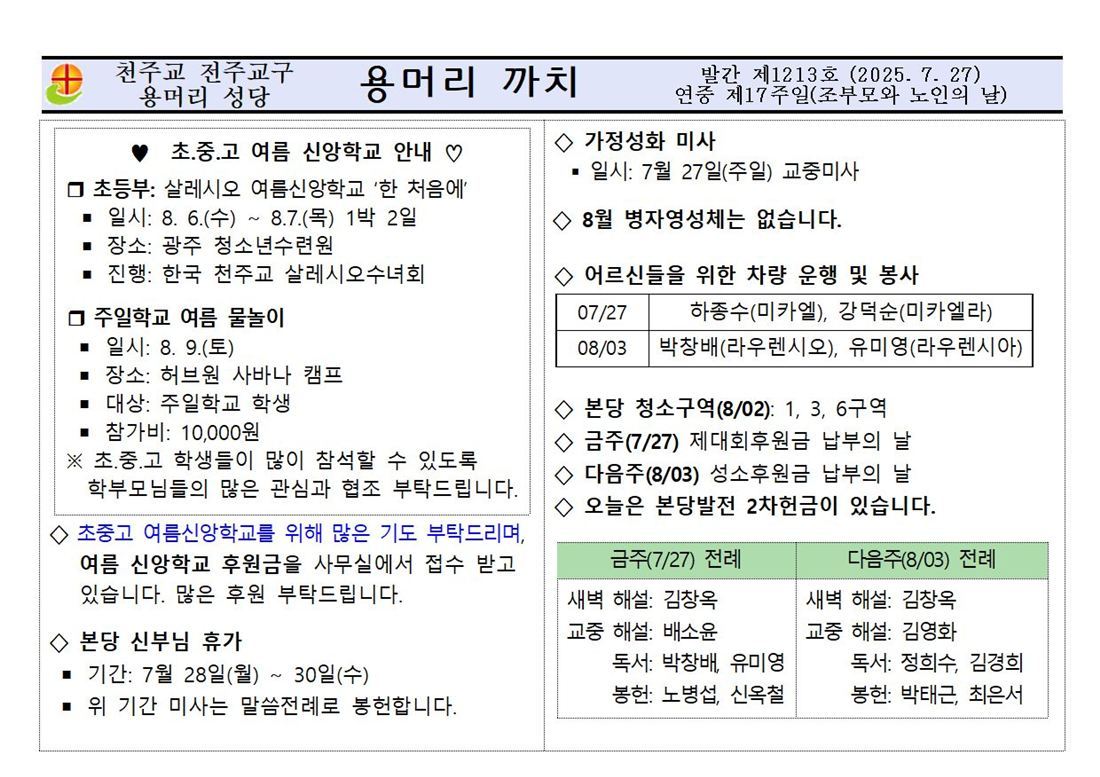 천주교 전주교구
용머리 성당
용머리 까치
발간 제1213호 (2025. 7. 27)
연중 제17주일(조부모와 노인의 날)
♥ 초.중.고 여름 신앙학교 안내 ♡
❒ 초등부: 살레시오 여름신앙학교 ‘한 처음에’
▪ 일시: 8. 6.(수) ~ 8.7.(목) 1박 2일
▪ 장소: 광주 청소년수련원
▪ 진행: 한국 천주교 살레시오수녀회
❒ 주일학교 여름 물놀이
▪ 일시: 8. 9.(토)
▪ 장소: 허브원 사바나 캠프
▪ 대상: 주일학교 학생
▪ 참가비: 10,000원
※ 초.중.고 학생들이 많이 참석할 수 있도록
학부모님들의 많은 관심과 협조 부탁드립니다.
◇ 초중고 여름신앙학교를 위해 많은 기도 부탁드리며,
여름 신앙학교 후원금을 사무실에서 접수 받고
있습니다. 많은 후원 부탁드립니다.
◇ 본당 신부님 휴가
▪ 기간: 7월 28일(월) ~ 30일(수)
▪ 위 기간 미사는 말씀전례로 봉헌합니다.
◇ 가정성화 미사
▪ 일시: 7월 27일(주일) 교중미사
◇ 8월 병자영성체는 없습니다.
◇ 어르신들을 위한 차량 운행 및 봉사
07/27 하종수(미카엘), 강덕순(미카엘라)
08/03 박창배(라우렌시오), 유미영(라우렌시아)
◇ 본당 청소구역(8/02): 1, 3, 6구역
◇ 금주(7/27) 제대회후원금 납부의 날
◇ 다음주(8/03) 성소후원금 납부의 날
◇ 오늘은 본당발전 2차헌금이 있습니다.
금주(7/27) 전례
새벽 해설: 김창옥
교중 해설: 배소윤
독서: 박창배, 유미영
봉헌: 노병섭, 신옥철
다음주(8/03) 전례
새벽 해설: 김창옥
교중 해설: 김영화
독서: 정희수, 김경희
봉헌: 박태근, 최은서